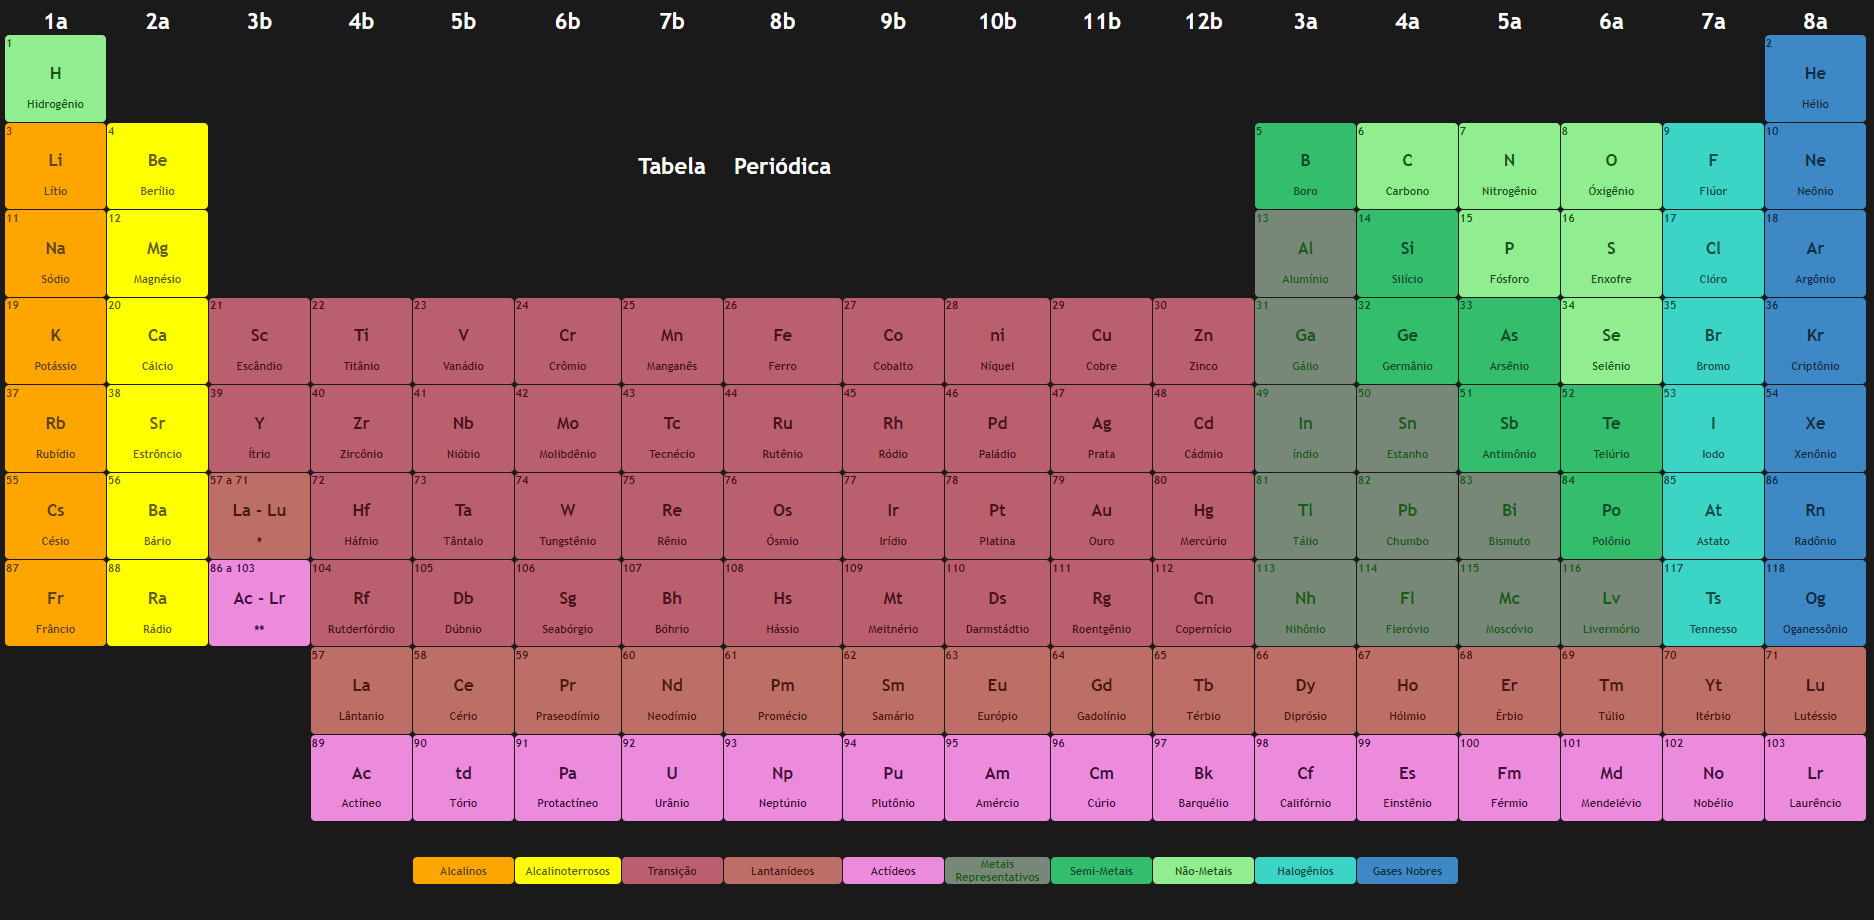 1a 2a 3b 4b 5b 6b 7b 8b 9b 10b 11b 12b 3a 4a 5a 6a 7a 8a
1 2
H He
Hidrogênio Hélio
3 4 5 6 7 8 9 10
Li Be Tabela Periódica B C N O F Ne
Lítio Berílio Boro Carbono Nitrogênio Óxigênio Flúor Neônio
11 12 13 14 15 16 17 18
Na Mg Al Si P S Cl Ar
Sódio Magnésio Alumínio Silício Fósforo Enxofre Clóro Argônio
19 20 21 22 23 24 25 26 27 28 29 30 31 32 33 34 35 36
K Ca Sc Ti V Cr Mn Fe Co ni Cu Zn Ga Ge As Se Br Kr
Potássio Cálcio Escândio Titânio Vanádio Crômio Manganês Ferro Cobalto Níquel Cobre Zinco Gálio Germânio Arsênio Selênio Bromo Criptônio
37 38 39 40 41 42 43 44 45 46 47 48 49 50 51 52 53 54
Rb Sr Y Zr Nb Mo Tc Ru Rh Pd Ag Cd In Sn Sb Te I Xe
Rubídio Estrôncio Ítrio Zircônio Nióbio Molibdênio Tecnécio Rutênio Ródio Paládio Prata Cádmio índio Estanho Antimônio Telúrio Iodo Xenônio
55 56 57 a 71 72 73 74 75 76 77 78 79 80 81 82 83 84 85 86
Cs Ba La - Lu Hf Ta W Re Os Ir Pt Au Hg Tl Pb Bi Po At Rn
Césio Bário * Háfnio Tântalo Tungstênio Rênio Ósmio Irídio Platina Ouro Mercúrio Tálio Chumbo Bismuto Polônio Astato Radônio
87 88 86 a 103 104 105 106 107 108 109 110 111 112 113 114 115 116 117 118
Fr Ra Ac - Lr Rf Db Sg Bh Hs Mt Ds Rg Cn Nh Fl Mc Lv Ts Og
Frâncio Rádio ** Rutderfórdio Dúbnio Seabórgio Bóhrio Hássio Meitnério Darmstádtio Roentgênio Copernício Nihônio Fleróvio Moscóvio Livermório Tennesso Oganessônio
57 58 59 60 61 62 63 64 65 66 67 68 69 70 71
La Ce Pr Nd Pm Sm Eu Gd Tb Dy Ho Er Tm Yt Lu
Lântanio Cério Praseodímio Neodímio Promécio Samário Európio Gadolínio Térbio Diprósio Hólmio Érbio Túlio Itérbio Lutéssio
89 90 91 92 93 94 95 96 97 98 99 100 101 102 103
Ac td Pa U Np Pu Am Cm Bk Cf Es Fm Md No Lr
Actíneo Tório Protactíneo Urânio Neptúnio Plutônio Amércio Cúrio Barquélio Califórnio Einstênio Férmio Mendelévio Nobélio Laurêncio
Alcalinos Alcalinoterrosos Transição Lantanídeos Actídeos Metais Representativos Semi-Metais Não-Metais Halogênios Gases Nobres